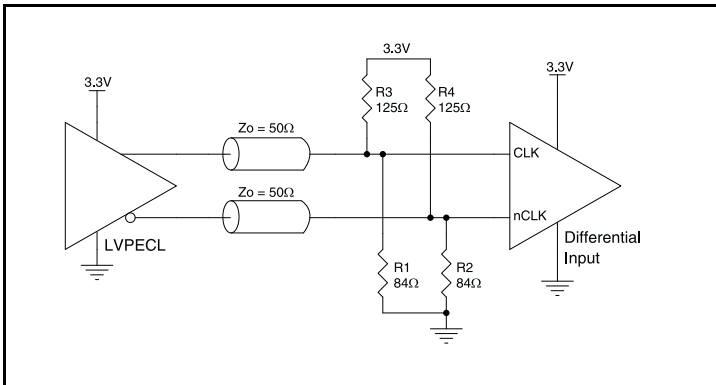 3.3V
3.3V
3.3V
R3
125Ω
R4
125Ω
Zo = 50Ω
CLK
Zo = 50Ω
nCLK
LVPECL
Differential
Input
R1
84Ω
R2
84Ω